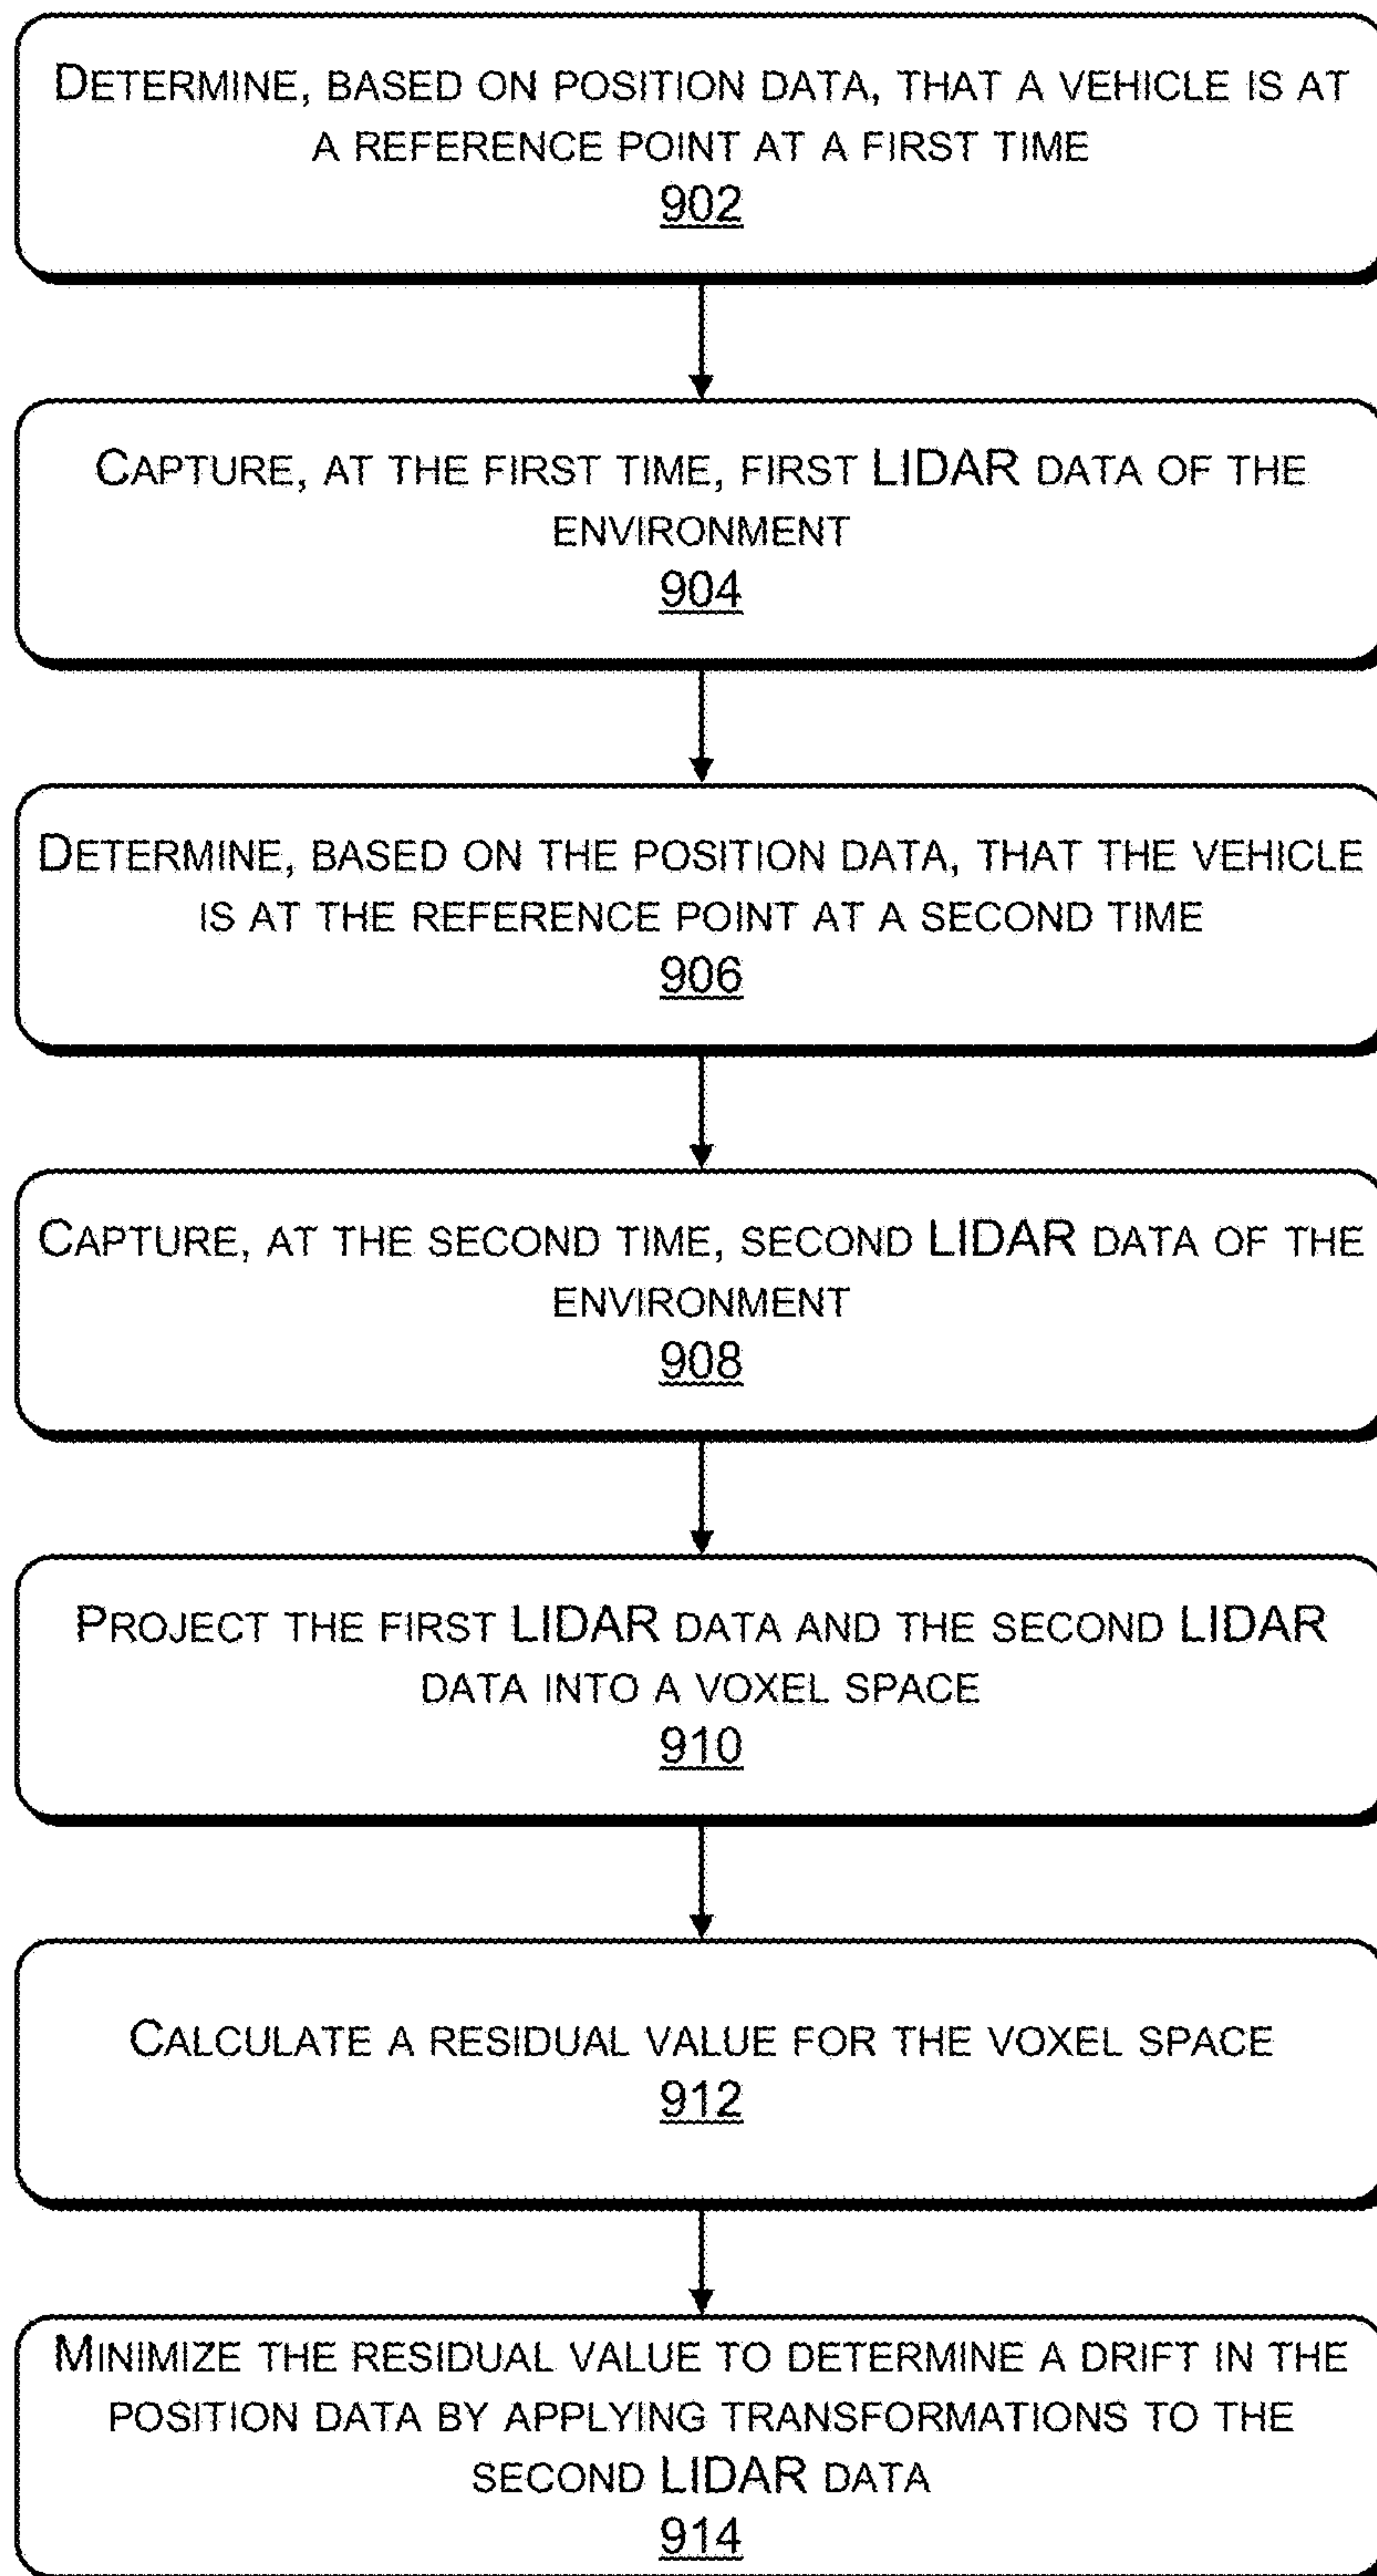 DETERMINE, BASED ON POSITION DATA, THAT A VEHICLE IS AT
A REFERENCE POINT AT A FIRST TIME
902
CAPTURE, AT THE FIRST TIME, FIRST LIDAR DATA OF THE
ENVIRONMENT
904
DETERMINE, BASED ON THE POSITION DATA, THAT THE VEHICLE
IS AT THE REFERENCE POINT AT A SECOND TIME
906
CAPTURE, AT THE SECOND TIME, SECOND LIDAR DATA OF THE
ENVIRONMENT
908
PROJECT THE FIRST LIDAR DATA AND THE SECOND LIDAR
DATA INTO A VOXEL SPACE
910
CALCULATE A RESIDUAL VALUE FOR THE VOXEL SPACE
912
MINIMIZE THE RESIDUAL VALUE TO DETERMINE A DRIFT IN THE
POSITION DATA BY APPLYING TRANSFORMATIONS TO THE
SECOND LIDAR DATA
914